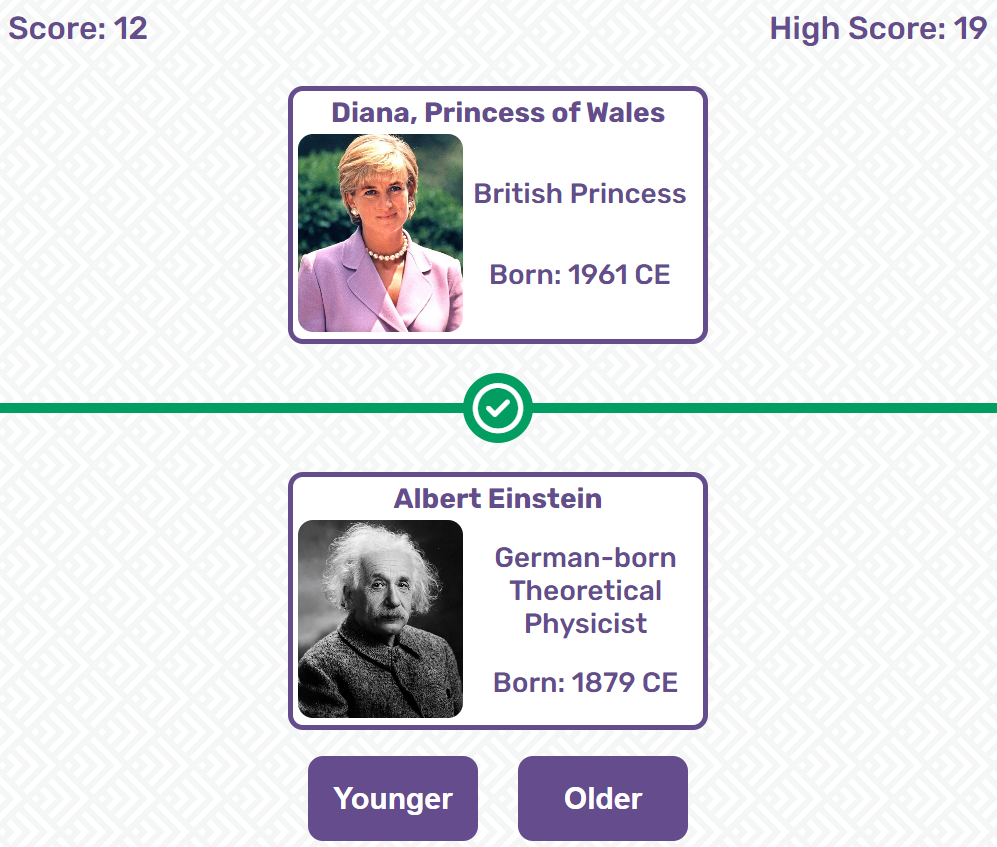 Score: 12
High Score: 19
Diana, Princess of Wales
British Princess
Born: 1961 CE
Albert Einstein
German-born
Theoretical
Physicist
Born: 1879 CE
Younger
Older